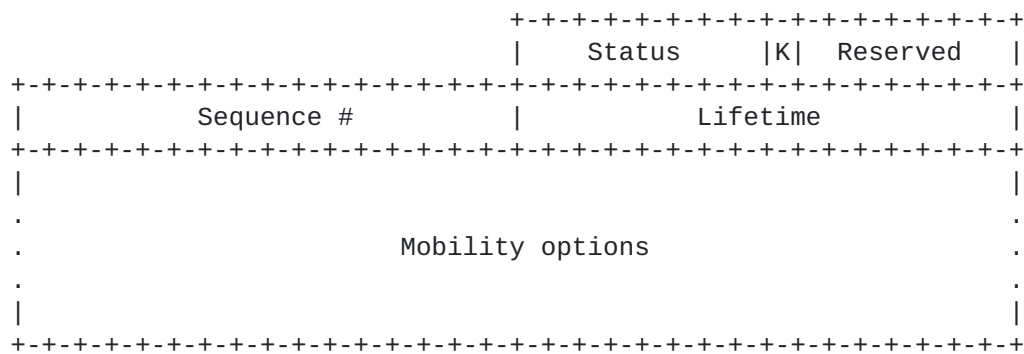 +-+-+-+-+-+-+-+-+-+-+-+-+-+-+-+-+
|    Status     |K|  Reserved   |
+-+-+-+-+-+-+-+-+-+-+-+-+-+-+-+-+-+-+-+-+-+-+-+-+-+-+-+-+-+-+-+-+
|           Sequence #          |           Lifetime            |
+-+-+-+-+-+-+-+-+-+-+-+-+-+-+-+-+-+-+-+-+-+-+-+-+-+-+-+-+-+-+-+-+
|                                                               |
.                                                               .
.                        Mobility options                       .
.                                                               .
|                                                               |
+-+-+-+-+-+-+-+-+-+-+-+-+-+-+-+-+-+-+-+-+-+-+-+-+-+-+-+-+-+-+-+-+